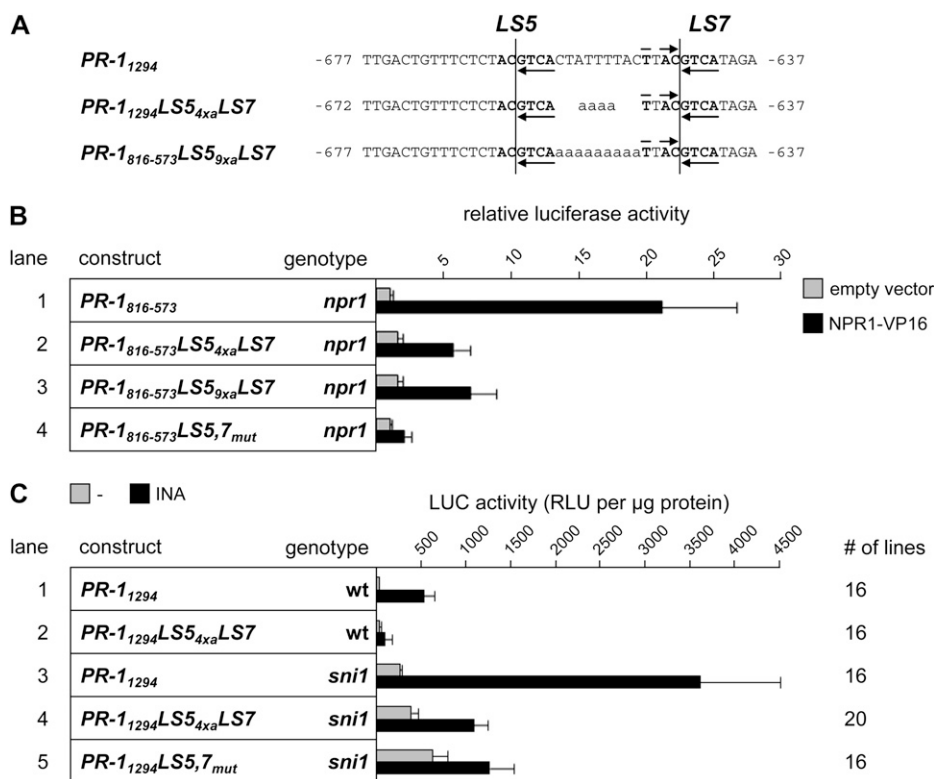 A
LS5 LS7
PR-1₁₂₉₄ -677 TTGACTGTTTCTCTACGTCACTATTTTACTTACGTCATAGA -637
PR-1₁₂₉₄LS5₄ₓₐLS7 -672 TTGACTGTTTCTCTACGTCA aaaa TTACGTCATAGA -637
PR-1₈₁₆₋₅₇₃LS5₉ₓₐLS7 -677 TTGACTGTTTCTCTACGTCAaaaaaaaaaTTACGTCATAGA -637
B relative luciferase activity
lane construct genotype 5 10 15 20 25 30
1 PR-1₈₁₆₋₅₇₃ npr1
2 PR-1₈₁₆₋₅₇₃LS5₄ₓₐLS7 npr1
3 PR-1₈₁₆₋₅₇₃LS5₉ₓₐLS7 npr1
4 PR-1₈₁₆₋₅₇₃LS5,7mut npr1
empty vector
NPR1-VP16
C - INA LUC activity (RLU per µg protein)
lane construct genotype 500 1000 1500 2000 2500 3000 3500 4000 4500 # of lines
1 PR-1₁₂₉₄ wt 16
2 PR-1₁₂₉₄LS5₄ₓₐLS7 wt 16
3 PR-1₁₂₉₄ sni1 16
4 PR-1₁₂₉₄LS5₄ₓₐLS7 sni1 20
5 PR-1₁₂₉₄LS5,7mut sni1 16